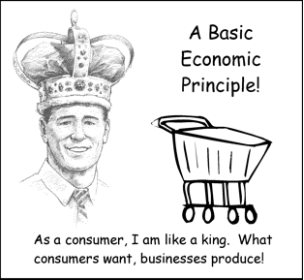 A Basic
Economic
Principle!
As a consumer, I am like a king.  What
consumers want, businesses produce!